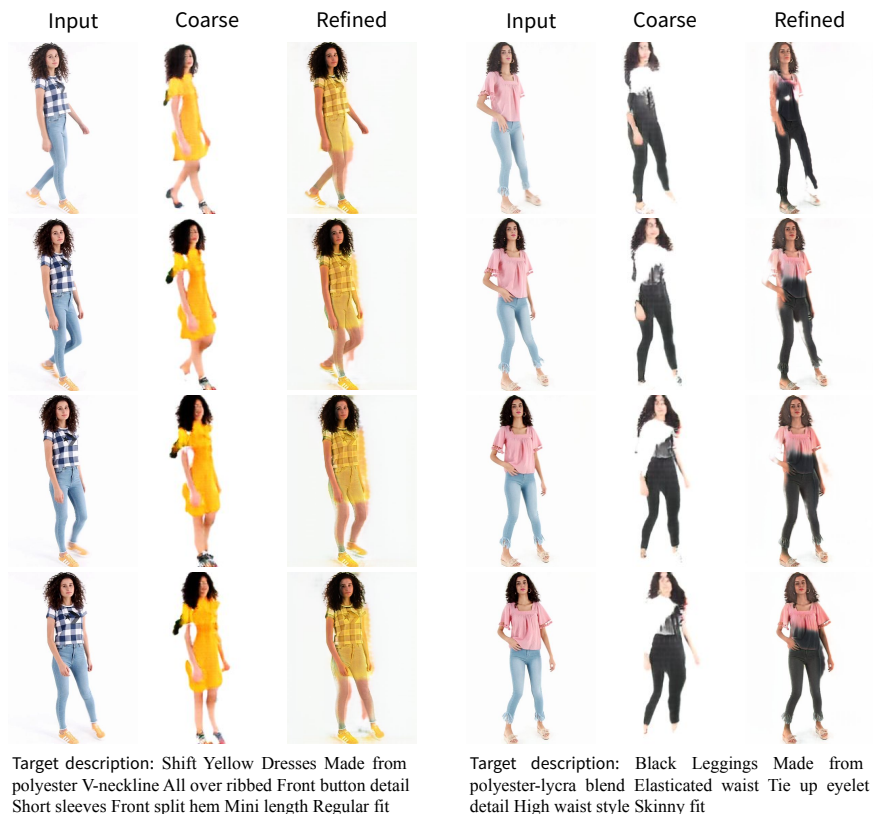 Input Coarse Refined Input Coarse Refined
Target description: Shift Yellow Dresses Made from
polyester V-neckline All over ribbed Front button detail
Short sleeves Front split hem Mini length Regular fit
Target description: Black Leggings Made from
polyester-lycra blend Elasticated waist Tie up eyelet
detail High waist style Skinny fit